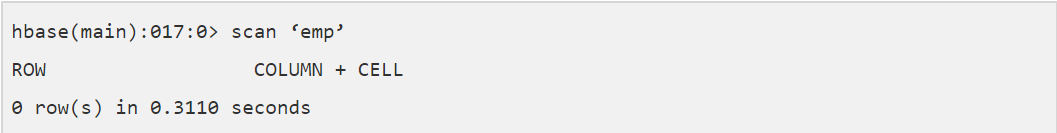 hbase(main):017:0> scan ‘emp’
ROW                     COLUMN + CELL
0 row(s) in 0.3110 seconds